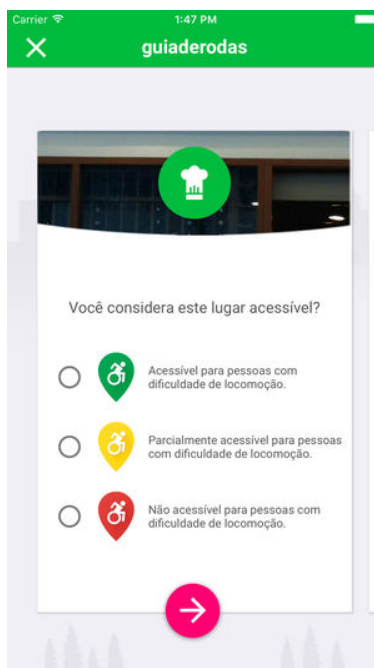 Carrier 1:47 PM
guiaderodas
Você considera este lugar acessível?
Acessível para pessoas com
dificuldade de locomoção.
Parcialmente acessível para pessoas
com dificuldade de locomoção.
Não acessível para pessoas com
dificuldade de locomoção.